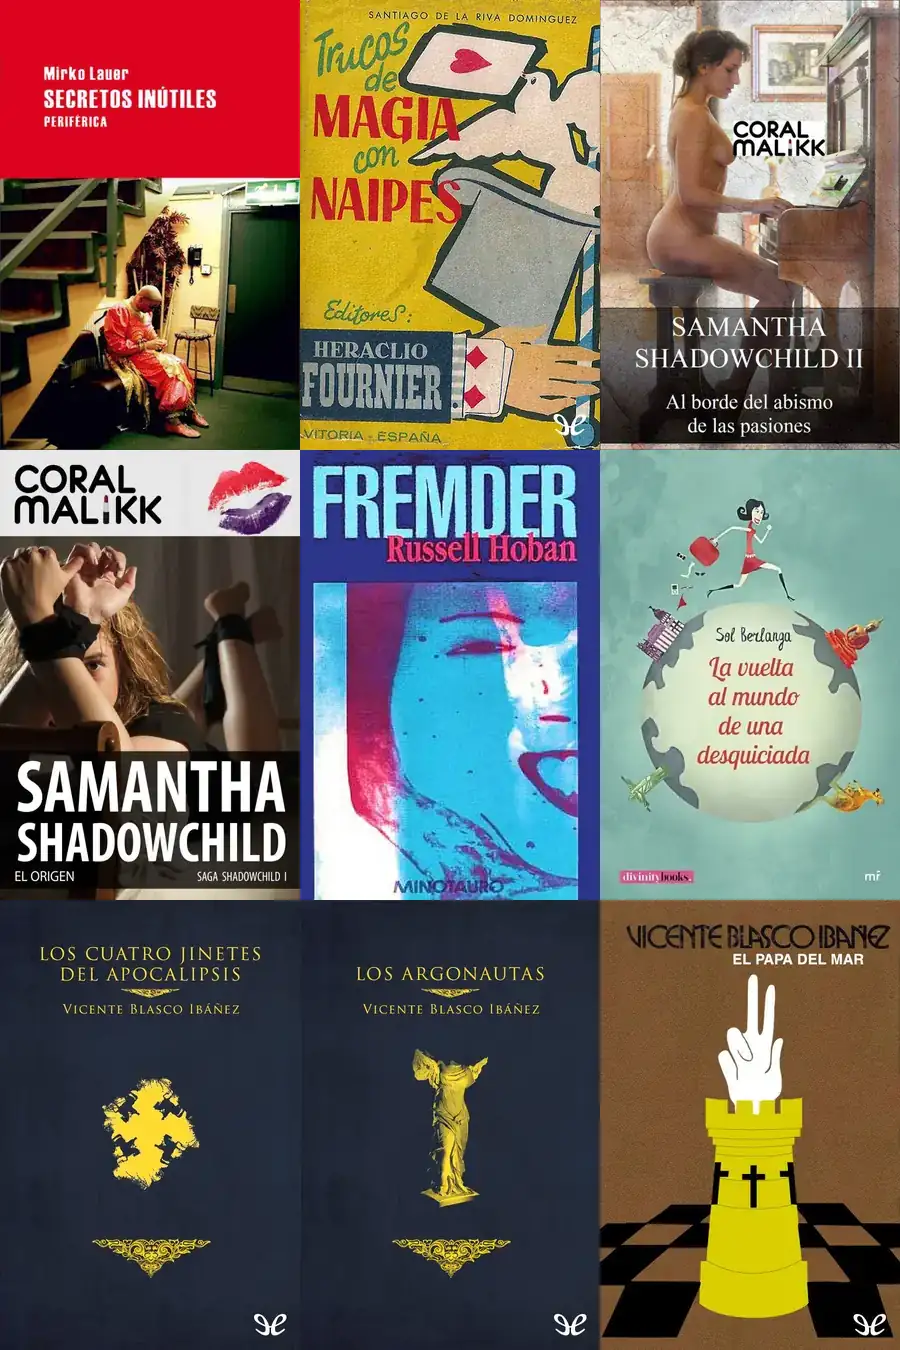 Mirko Lauer
SECRETOS INÚTILES
PERIFÉRICA
SANTIAGO DE LA RIVA DOMINGUEZ
Trucos
de
MAGIA
con
NAIPES
Editores:
HERACLIO
FOURNIER
VITORIA - ESPAÑA
CORAL
MALIKK
SAMANTHA
SHADOWCHILD II
Al borde del abismo
de las pasiones
CORAL
MALIKK
SAMANTHA
SHADOWCHILD
EL ORIGEN
SAGA SHADOWCHILD I
FREMDER
Russell Hoban
MINOTAURO
Sol Berlanga
La vuelta
al mundo
de una
desquiciada
divinitybooks
mr
LOS CUATRO JINETES
DEL APOCALIPSIS
VICENTE BLASCO IBÁÑEZ
LOS ARGONAUTAS
VICENTE BLASCO IBÁÑEZ
VICENTE BLASCO IBAÑEZ
EL PAPA DEL MAR